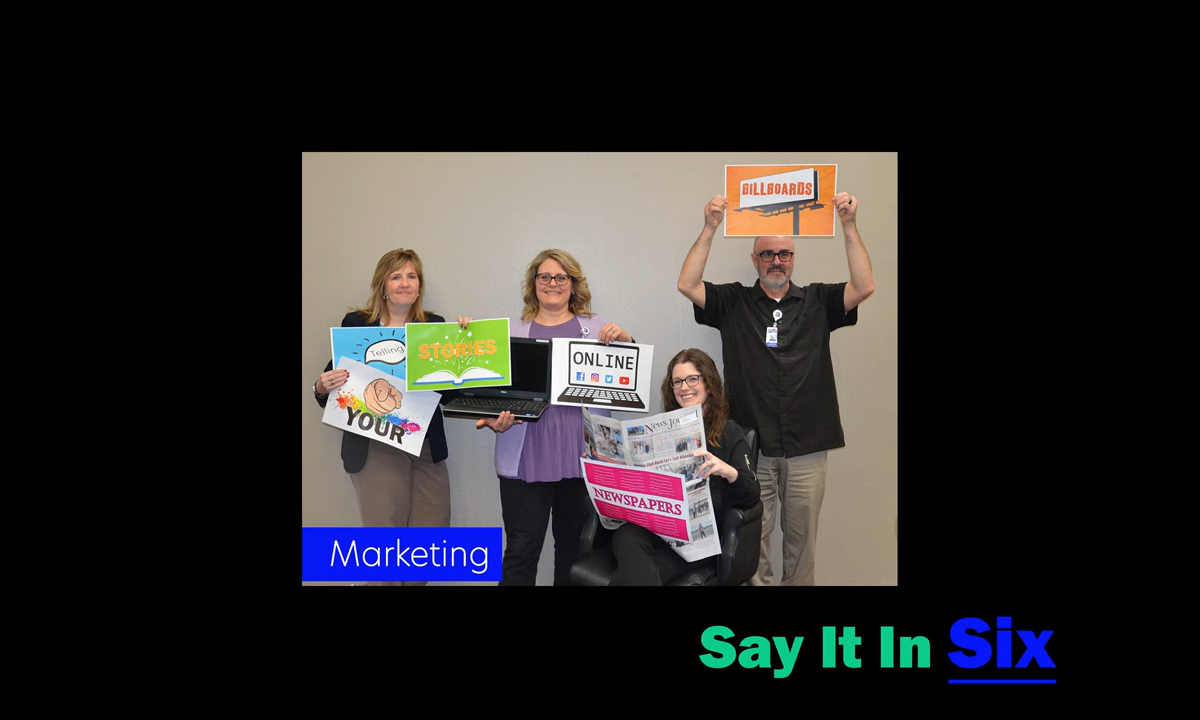 Telling
YOUR
STORIES
ONLINE
BILLBOARDS
NEWSPAPERS
Marketing
Say It In Six